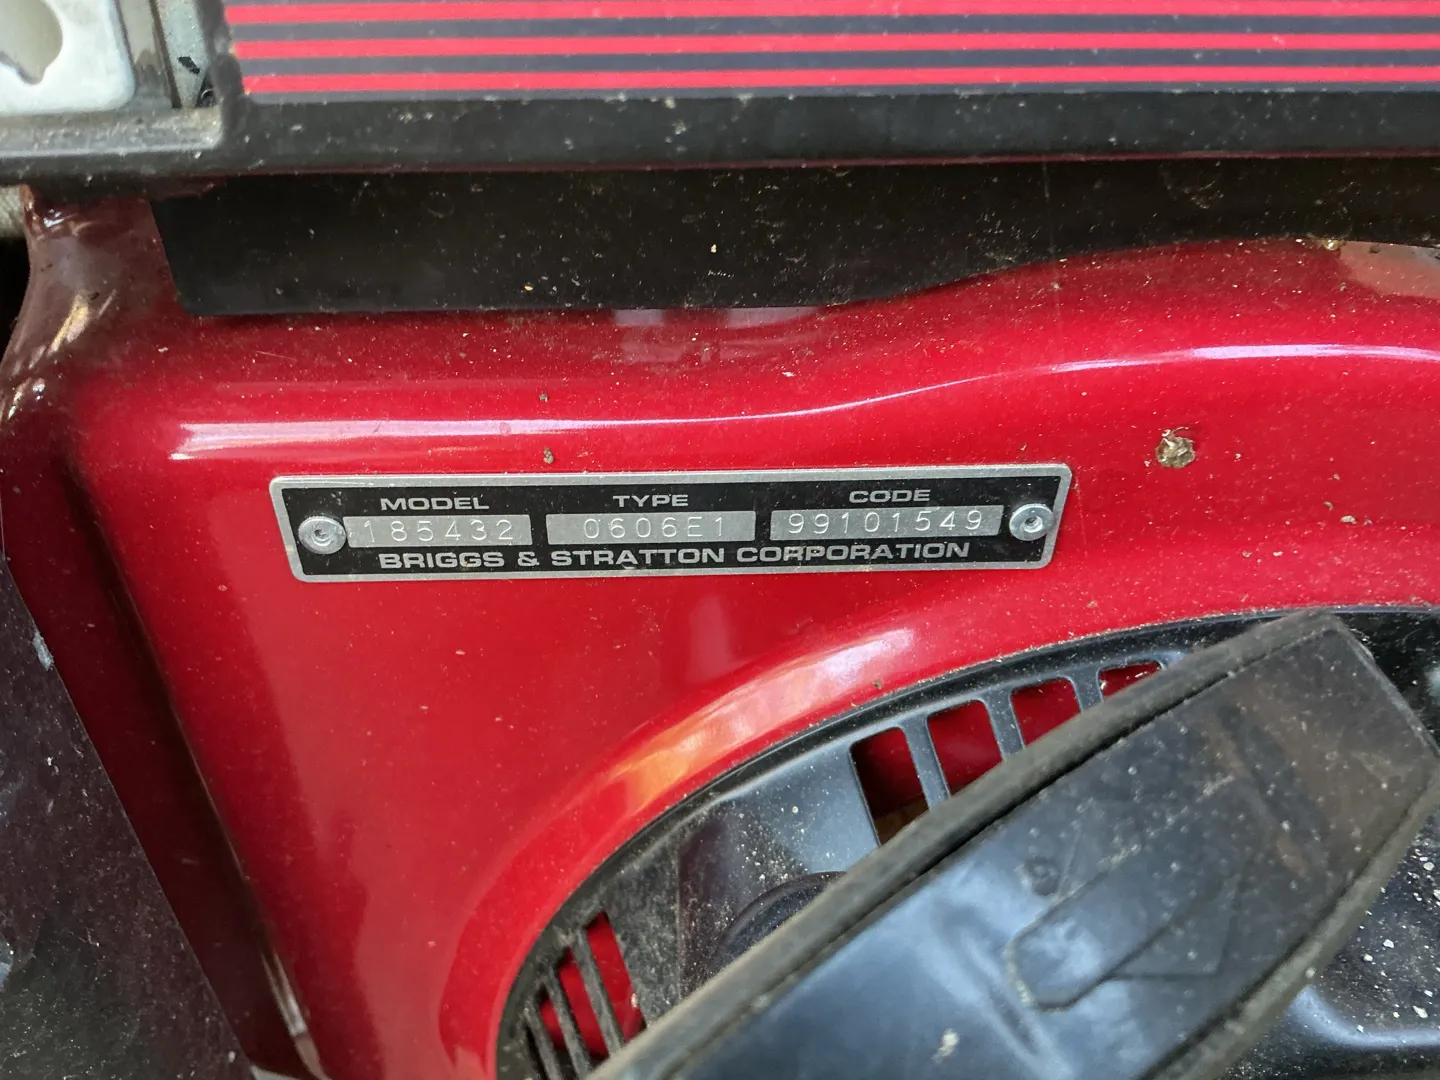 MODEL TYPE CODE
185432 0606E1 99101549
BRIGGS & STRATTON CORPORATION